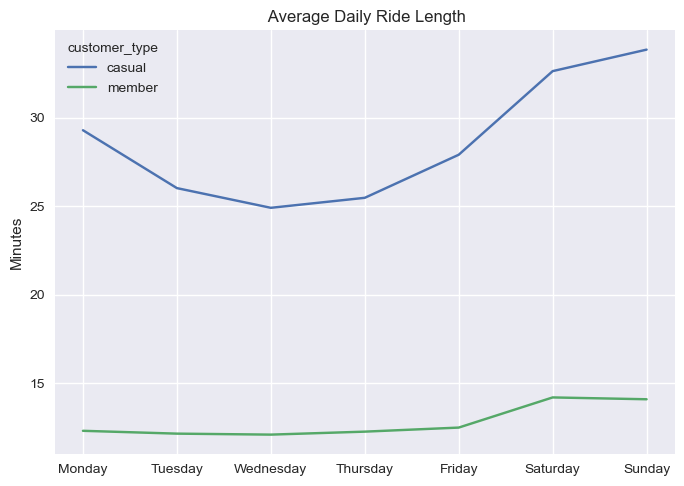 Average Daily Ride Length
customer_type
casual
member
Minutes
30
25
20
15
Monday Tuesday Wednesday Thursday Friday Saturday Sunday